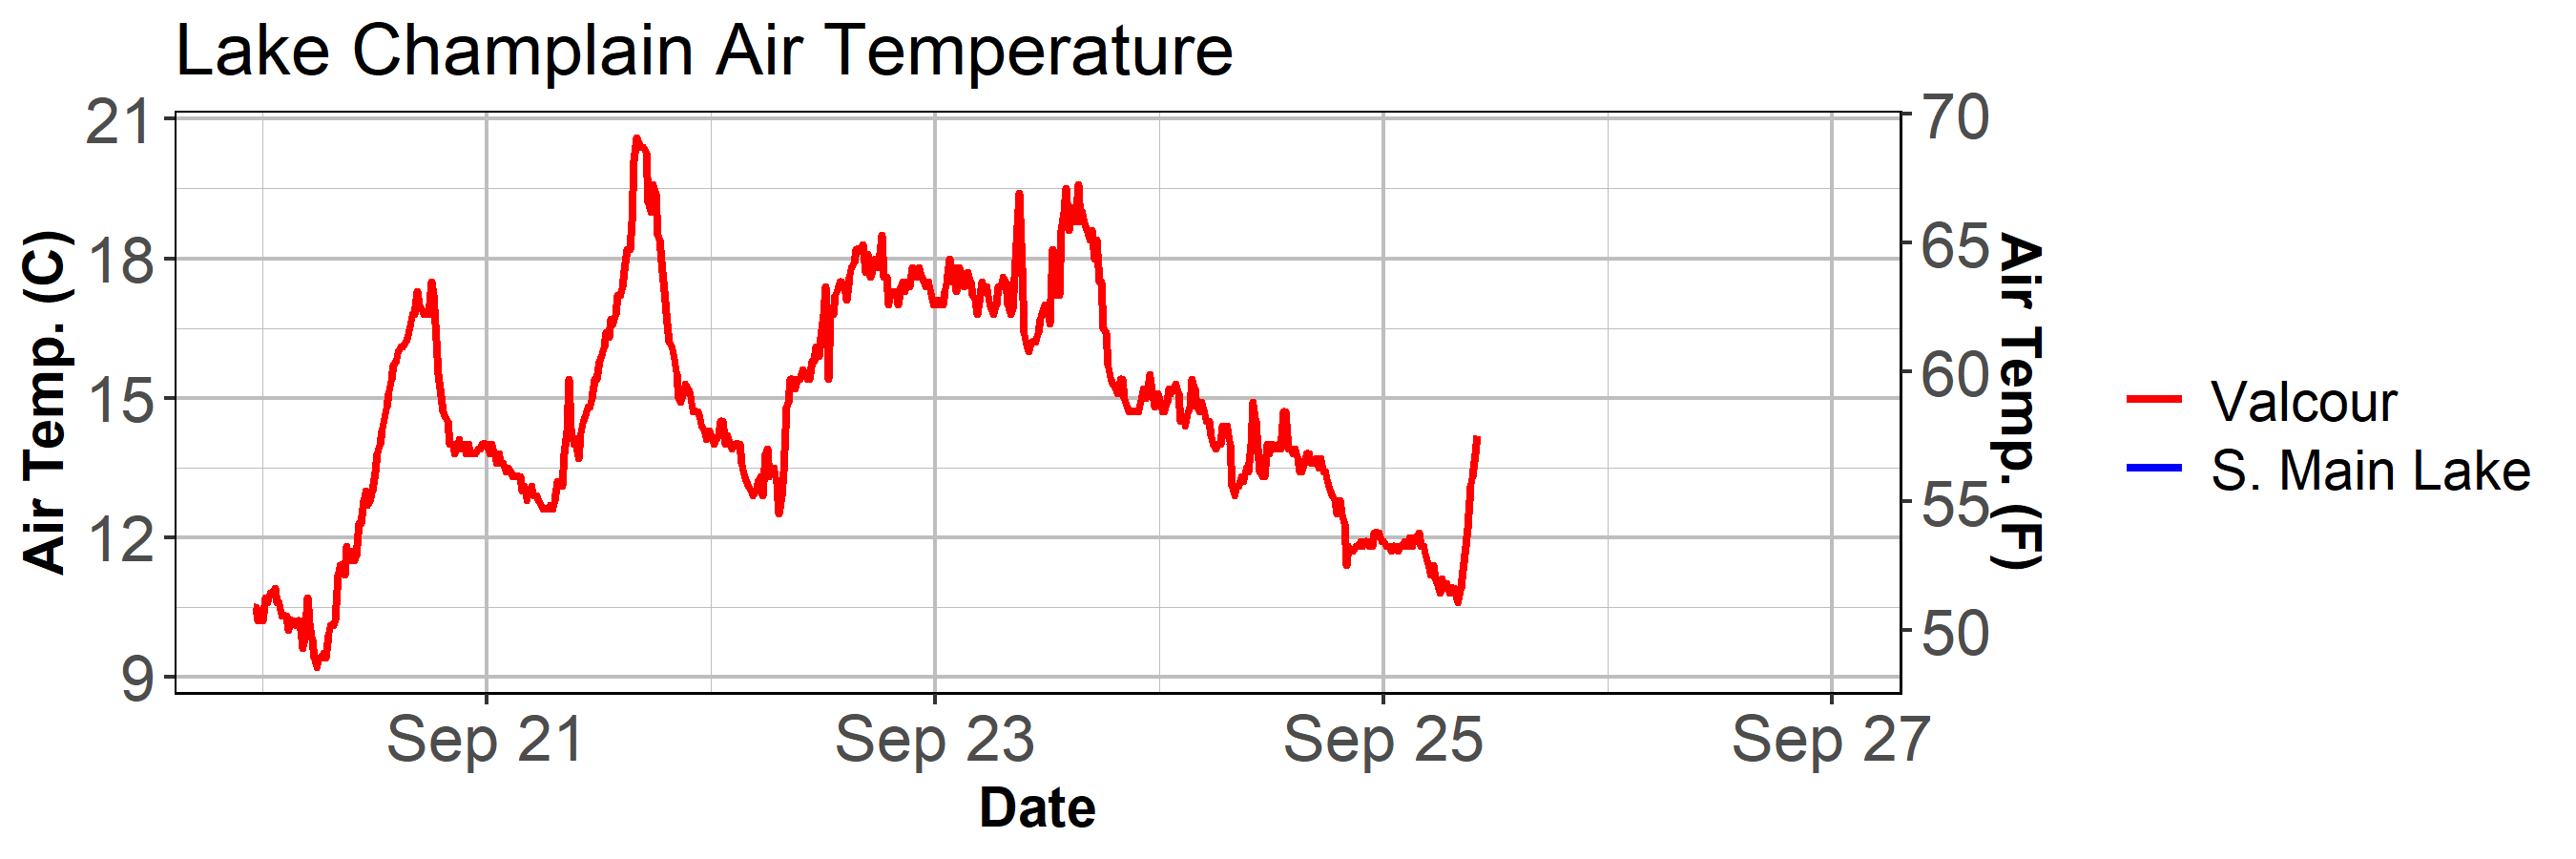 Lake Champlain Air Temperature
21
18
15
12
9
Air Temp. (C)
70
65
60
55
50
Air Temp. (F)
Sep 21
Sep 23
Sep 25
Sep 27
Date
Valcour
S. Main Lake